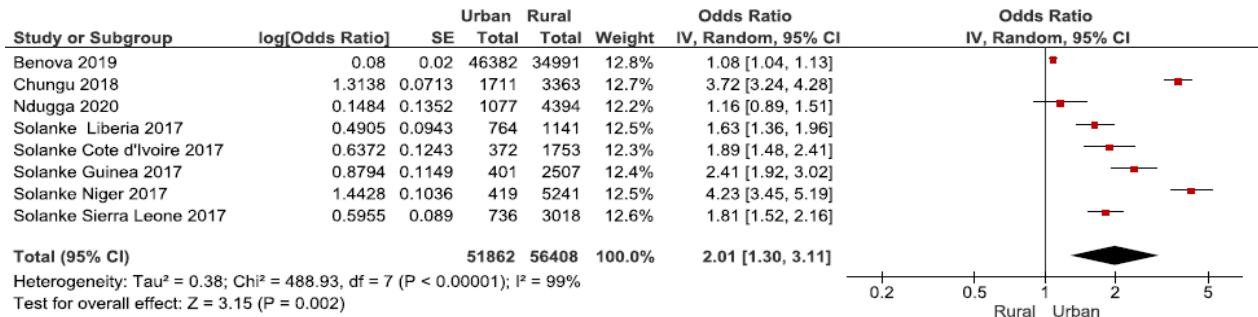 Urban Rural Odds Ratio Odds Ratio
Study or Subgroup log[Odds Ratio] SE Total Total Weight IV, Random, 95% CI IV, Random, 95% CI
Benova 2019 0.08 0.02 46382 34991 12.8% 1.08 [1.04, 1.13]
Chungu 2018 1.3138 0.0713 1711 3363 12.7% 3.72 [3.24, 4.28]
Ndugga 2020 0.1484 0.1352 1077 4394 12.2% 1.16 [0.89, 1.51]
Solanke Liberia 2017 0.4905 0.0943 764 1141 12.5% 1.63 [1.36, 1.96]
Solanke Cote d'Ivoire 2017 0.6372 0.1243 372 1753 12.3% 1.89 [1.48, 2.41]
Solanke Guinea 2017 0.8794 0.1149 401 2507 12.4% 2.41 [1.92, 3.02]
Solanke Niger 2017 1.4428 0.1036 419 5241 12.5% 4.23 [3.45, 5.19]
Solanke Sierra Leone 2017 0.5955 0.089 736 3018 12.6% 1.81 [1.52, 2.16]
Total (95% CI) 51862 56408 100.0% 2.01 [1.30, 3.11]
Heterogeneity: Tau² = 0.38; Chi² = 488.93, df = 7 (P < 0.00001); I² = 99%
Test for overall effect: Z = 3.15 (P = 0.002)
0.2 0.5 1 2 5
Rural Urban